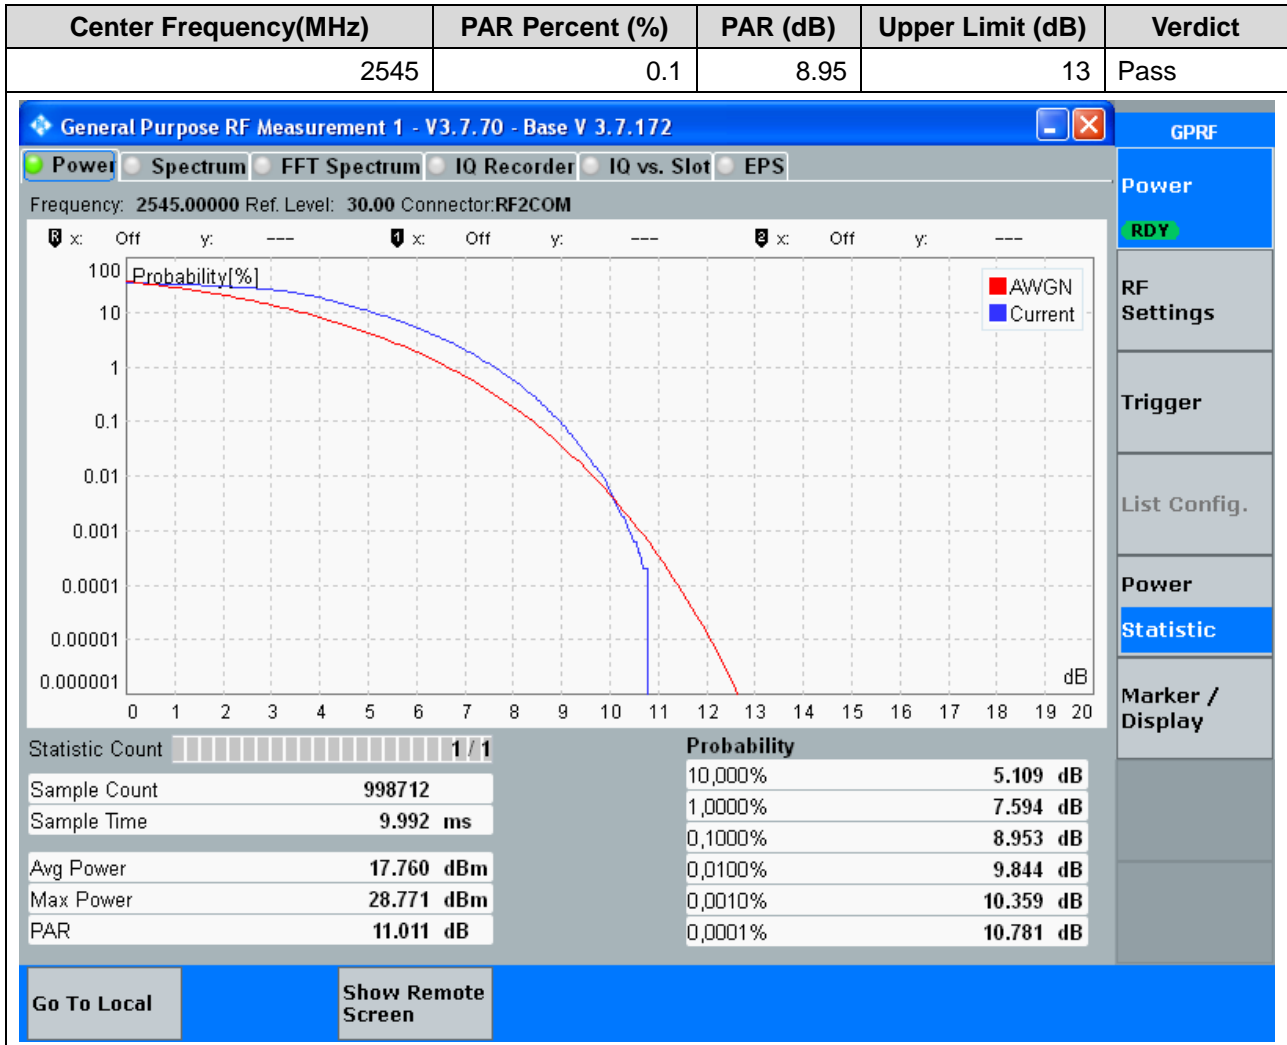 Center Frequency(MHz) PAR Percent (%) PAR (dB) Upper Limit (dB) Verdict
2545 0.1 8.95 13 Pass
General Purpose RF Measurement 1 - V3.7.70 - Base V 3.7.172
GPRF
Power Spectrum FFT Spectrum IQ Recorder IQ vs. Slot EPS
Frequency: 2545.00000 Ref. Level: 30.00 Connector:RF2COM
R x: Off y: --- 1 x: Off y: --- 2 x: Off y: ---
Probability[%]
100
10
1
0.1
0.01
0.001
0.0001
0.00001
0.000001
AWGN
Current
dB
0 1 2 3 4 5 6 7 8 9 10 11 12 13 14 15 16 17 18 19 20
Statistic Count 1 / 1
Sample Count 998712
Sample Time 9.992 ms
Avg Power 17.760 dBm
Max Power 28.771 dBm
PAR 11.011 dB
Probability
10,000% 5.109 dB
1,0000% 7.594 dB
0,1000% 8.953 dB
0,0100% 9.844 dB
0,0010% 10.359 dB
0,0001% 10.781 dB
Power
RDY
RF
Settings
Trigger
List Config.
Power
Statistic
Marker /
Display
Go To Local
Show Remote
Screen